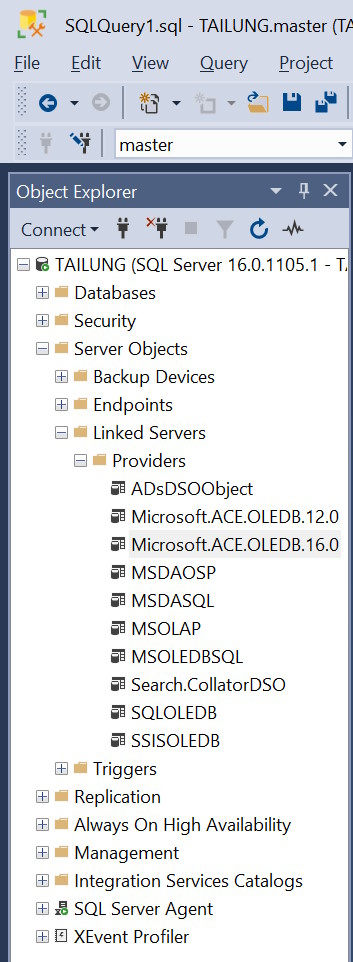 SQLQuery1.sql - TAILUNG.master (TA
File Edit View Query Project
master
Object Explorer
Connect
TAILUNG (SQL Server 16.0.1105.1 - TA
Databases
Security
Server Objects
Backup Devices
Endpoints
Linked Servers
Providers
ADsDSOObject
Microsoft.ACE.OLEDB.12.0
Microsoft.ACE.OLEDB.16.0
MSDAOSP
MSDASQL
MSOLAP
MSOLEDBSQL
Search.CollatorDSO
SQLOLEDB
SSISOLEDB
Triggers
Replication
Always On High Availability
Management
Integration Services Catalogs
SQL Server Agent
XEvent Profiler